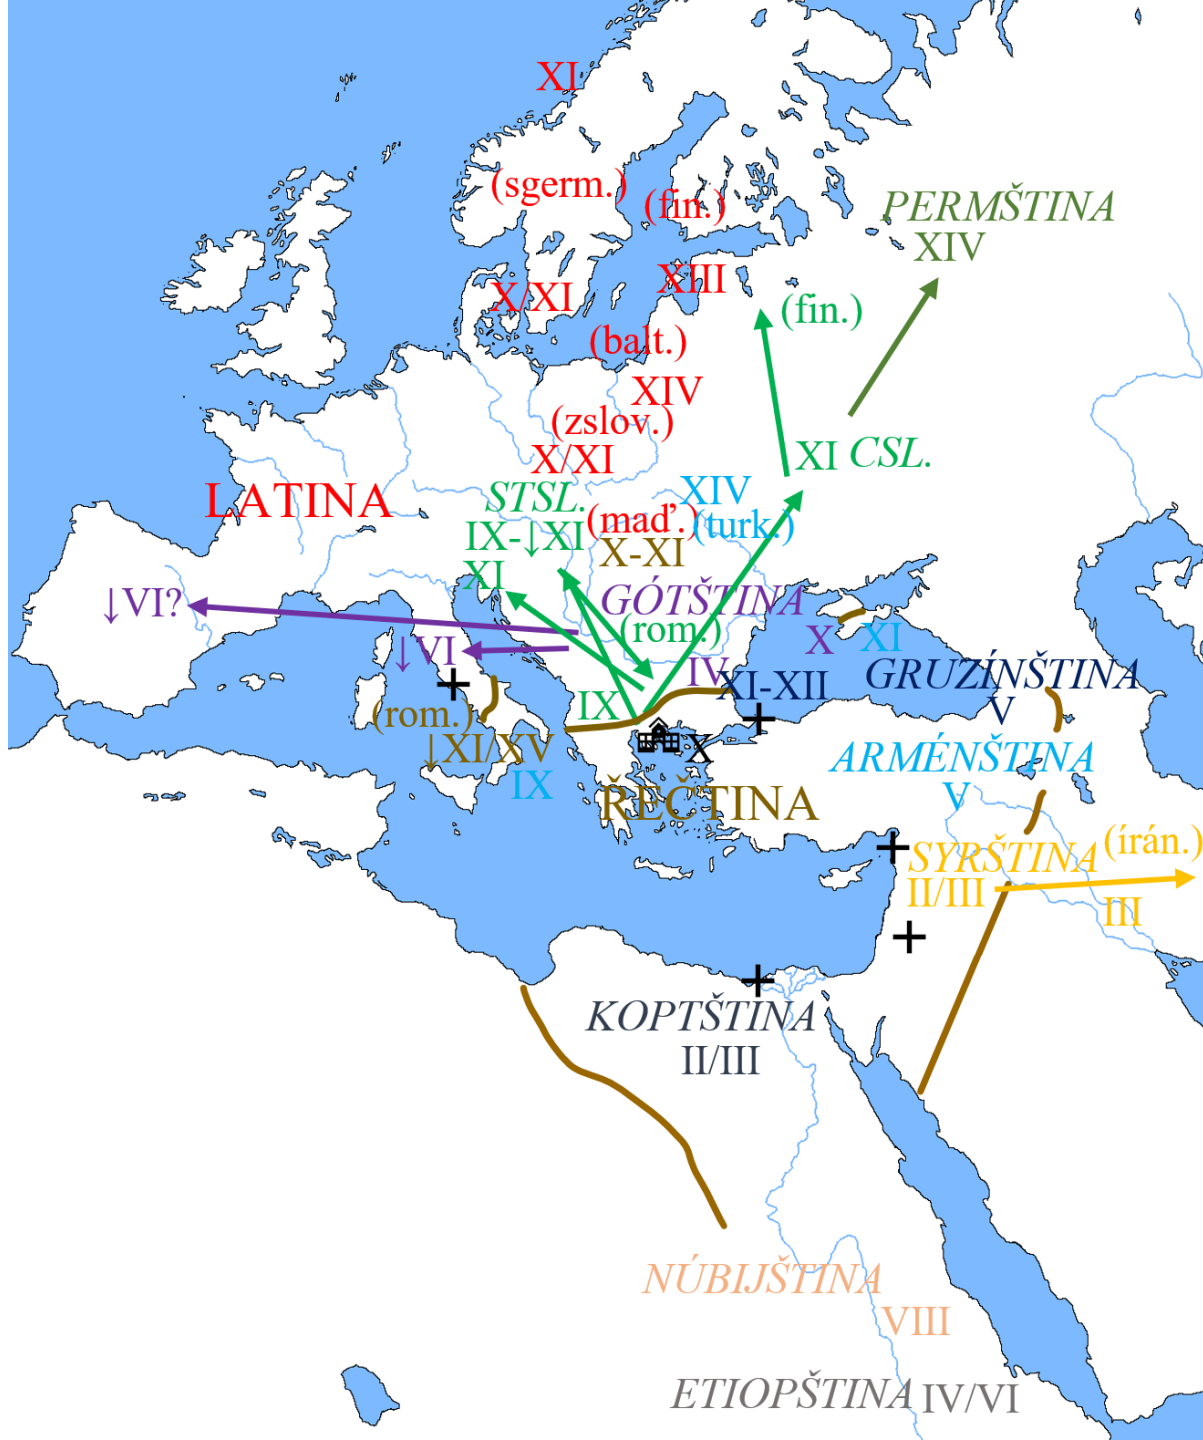 XI
(sgerm.)
(fin.)
PERMŠTINA
XIV
XIII
X/XI
(fin.)
(balt.)
XIV
(zslov.)
X/XI
XI CSL.
LATINA
STSL.
XIV
(maď.)
(turk.)
IX-↓XI
X-XI
XI
↓VI?
GÓTŠTINA
(rom.)
X
XI
↓VI
IV
XI-XII
GRUZÍNŠTINA
V
(rom.)
IX
↓XI/XV
X
ARMÉNŠTINA
V
IX
ŘEČTINA
SYRŠTINA
(írán.)
II/III
III
KOPTŠTINA
II/III
NÚBIJŠTINA
VIII
ETIOPŠTINA IV/VI